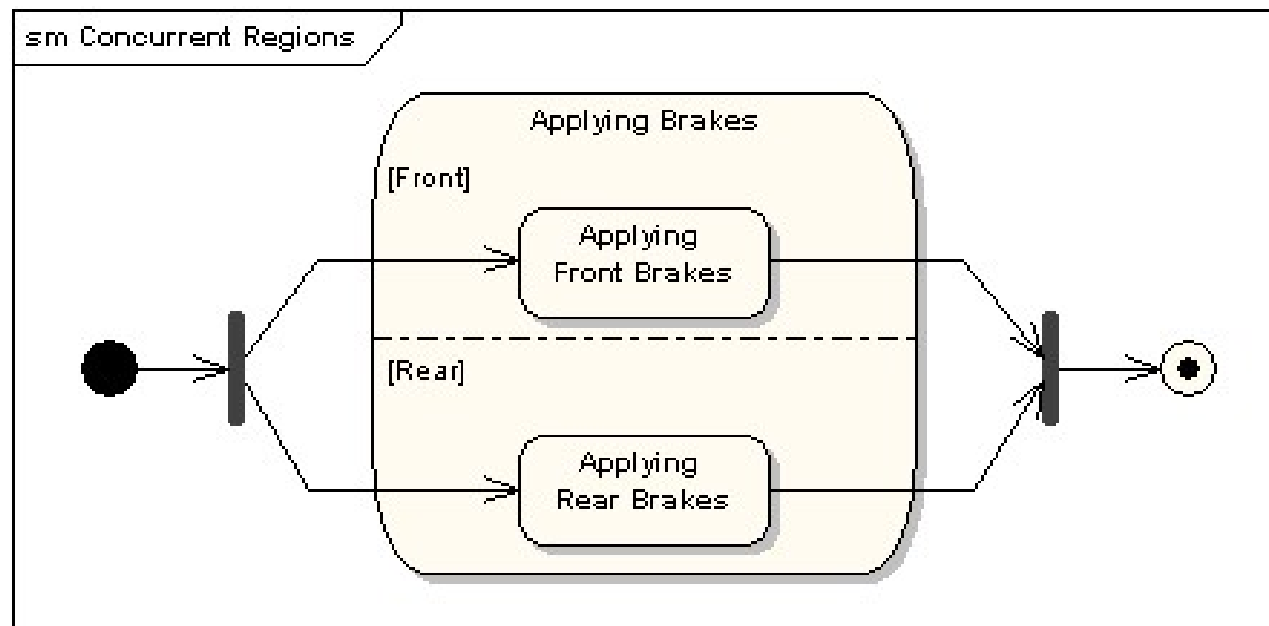 sm Concurrent Regions
Applying Brakes
[Front]
Applying
Front Brakes
[Rear]
Applying
Rear Brakes